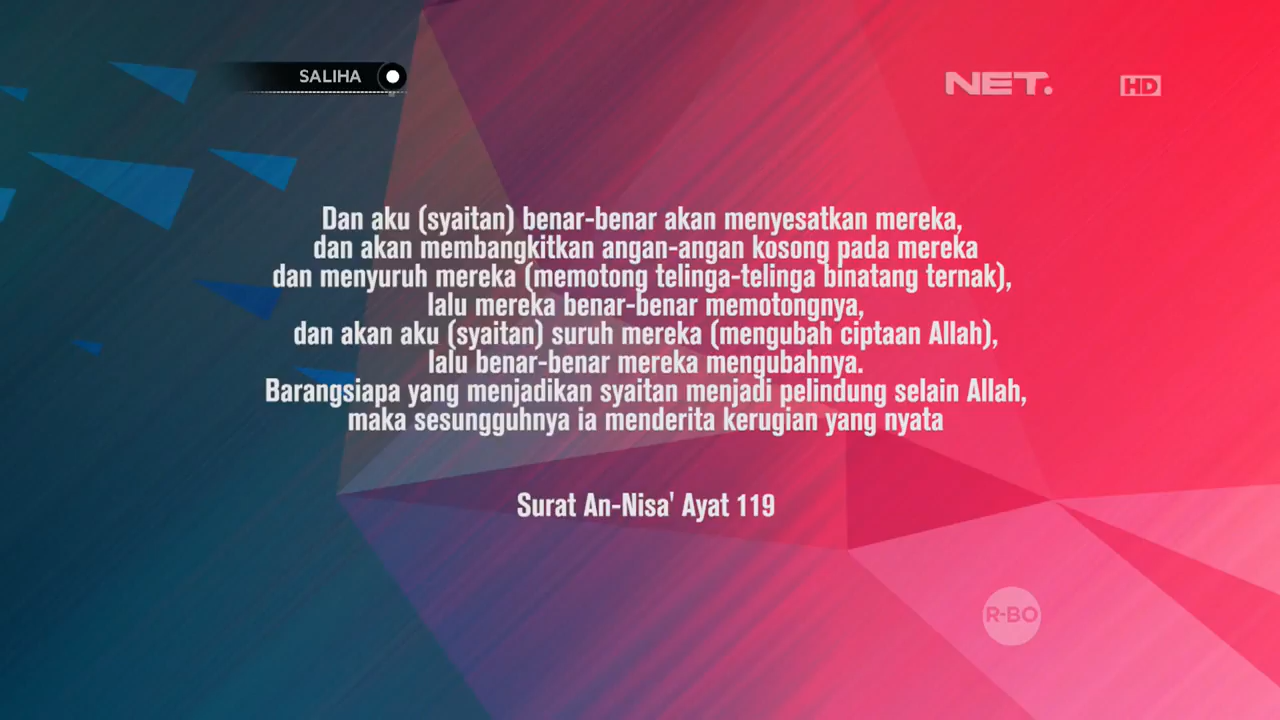 SALIHA
NET.
HD
Dan aku (syaitan) benar-benar akan menyesatkan mereka,
dan akan membangkitkan angan-angan kosong pada mereka
dan menyuruh mereka (memotong telinga-telinga binatang ternak),
lalu mereka benar-benar memotongnya,
dan akan aku (syaitan) suruh mereka (mengubah ciptaan Allah),
lalu benar-benar mereka mengubahnya.
Barangsiapa yang menjadikan syaitan menjadi pelindung selain Allah,
maka sesungguhnya ia menderita kerugian yang nyata
Surat An-Nisa' Ayat 119
R-BO